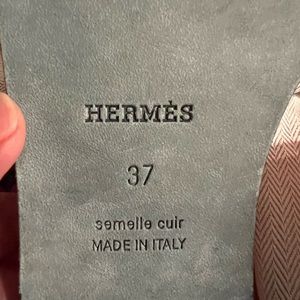 HERMÈS
37
semelle cuir
MADE IN ITALY